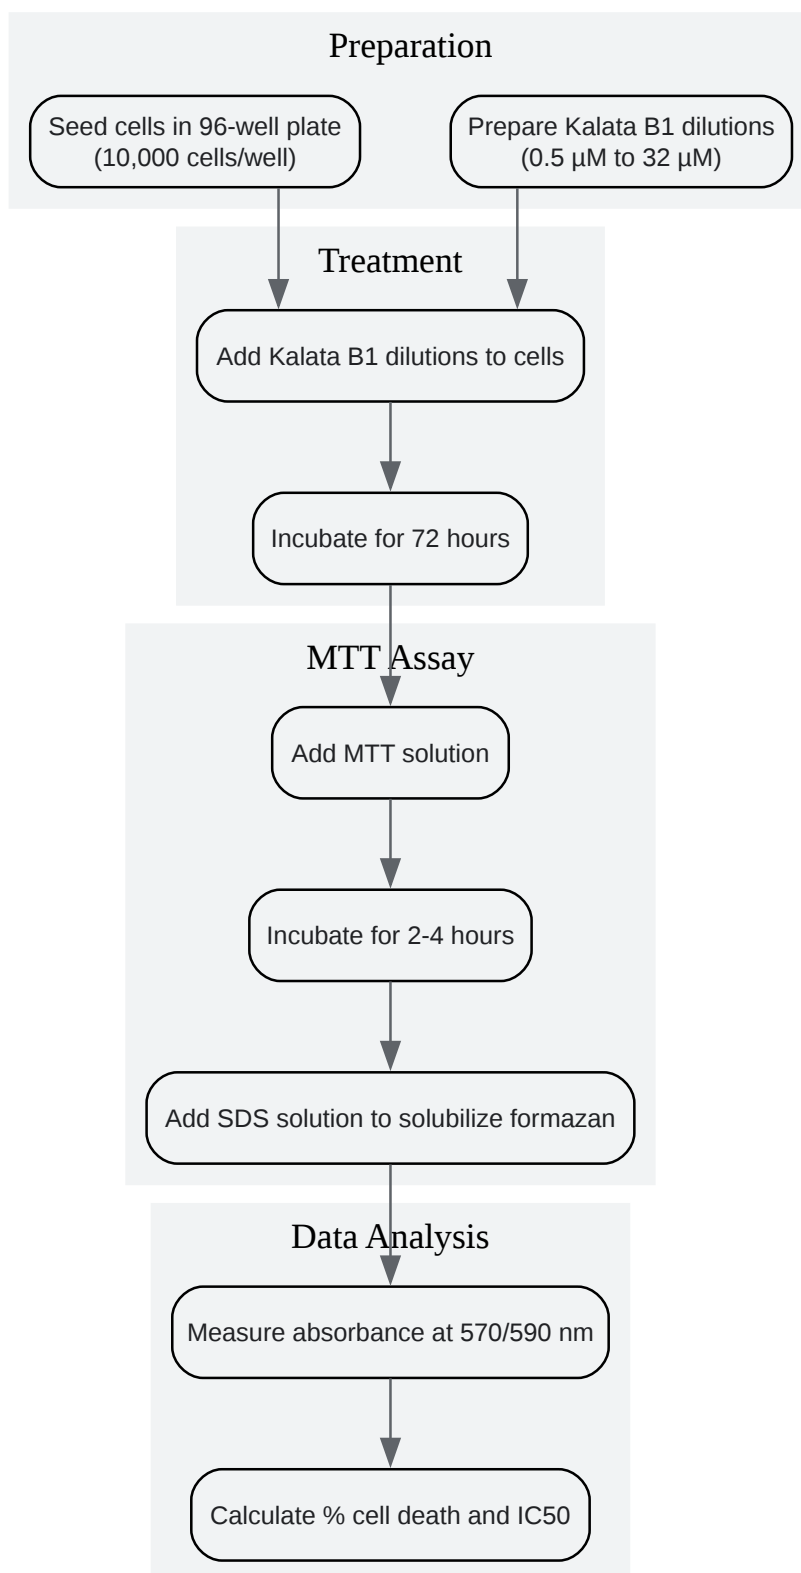 Preparation
Seed cells in 96-well plate
(10,000 cells/well)
Prepare Kalata B1 dilutions
(0.5 µM to 32 µM)
Treatment
Add Kalata B1 dilutions to cells
Incubate for 72 hours
MTT Assay
Add MTT solution
Incubate for 2-4 hours
Add SDS solution to solubilize formazan
Data Analysis
Measure absorbance at 570/590 nm
Calculate % cell death and IC50